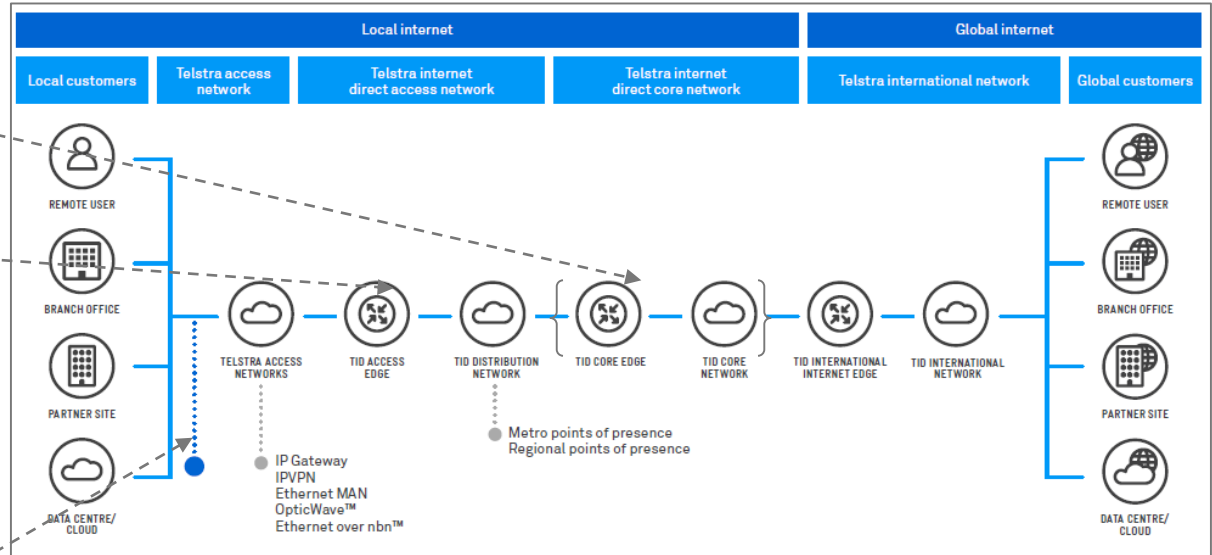 Local internet
Global internet
Local customers
Telstra access
network
Telstra internet
direct access network
Telstra internet
direct core network
Telstra international network
Global customers
REMOTE USER
BRANCH OFFICE
PARTNER SITE
DATA CENTRE/
CLOUD
TELSTRA ACCESS
NETWORKS
TID ACCESS
EDGE
TID DISTRIBUTION
NETWORK
TID CORE EDGE
TID CORE
NETWORK
TID INTERNATIONAL
INTERNET EDGE
TID INTERNATIONAL
NETWORK
IP Gateway
IPVPN
Ethernet MAN
OpticWave™
Ethernet over nbn™
Metro points of presence
Regional points of presence
REMOTE USER
BRANCH OFFICE
PARTNER SITE
DATA CENTRE/
CLOUD